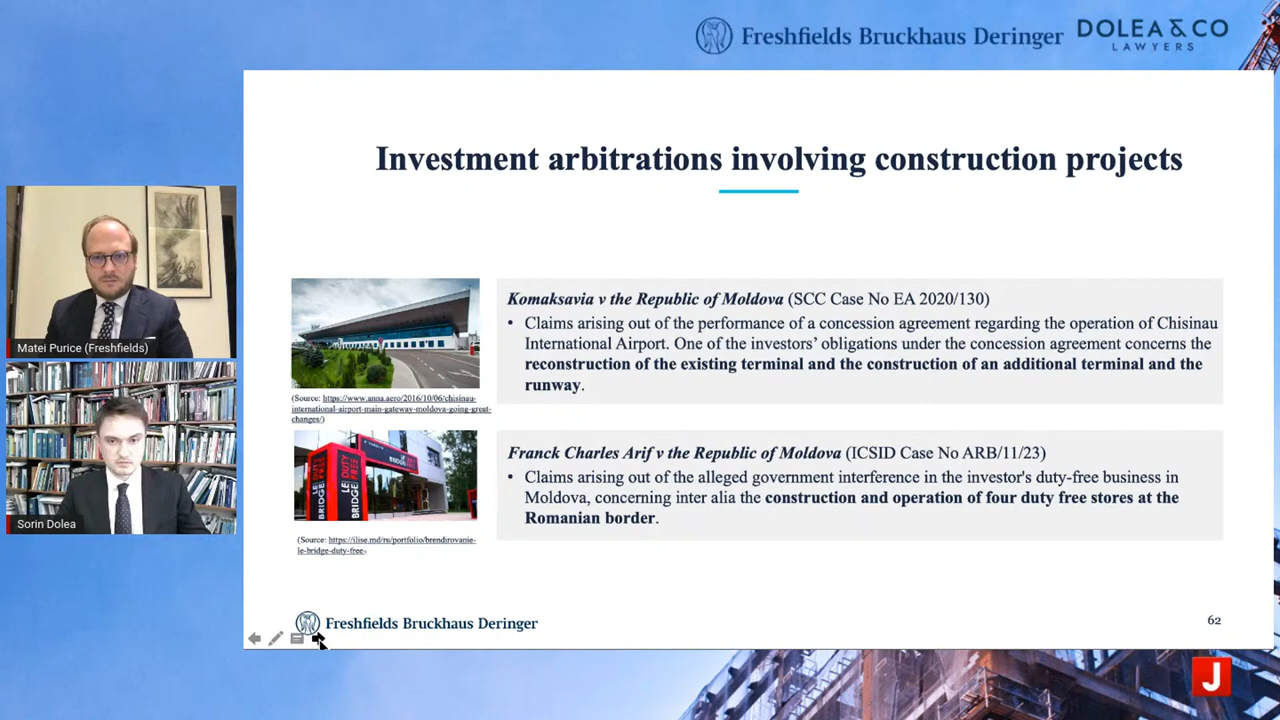 Freshfields Bruckhaus Deringer
DOLEA & CO
LAWYERS
Investment arbitrations involving construction projects
Matei Purice (Freshfields)
Sorin Dolea
Komaksavia v the Republic of Moldova (SCC Case No EA 2020/130)
• Claims arising out of the performance of a concession agreement regarding the operation of Chisinau
International Airport. One of the investors' obligations under the concession agreement concerns the
reconstruction of the existing terminal and the construction of an additional terminal and the
runway.
(Source: https://www.anna.aero/2016/10/06/chisinau-
international-airport-main-gateway-moldova-going-great-
changes/)
LE BRIDGE
DUTY FREE
Franck Charles Arif v the Republic of Moldova (ICSID Case No ARB/11/23)
• Claims arising out of the alleged government interference in the investor's duty-free business in
Moldova, concerning inter alia the construction and operation of four duty free stores at the
Romanian border.
(Source: https://ilise.md/ru/portfolio/brendirovanie-
le-bridge-duty-free)
Freshfields Bruckhaus Deringer
62
J